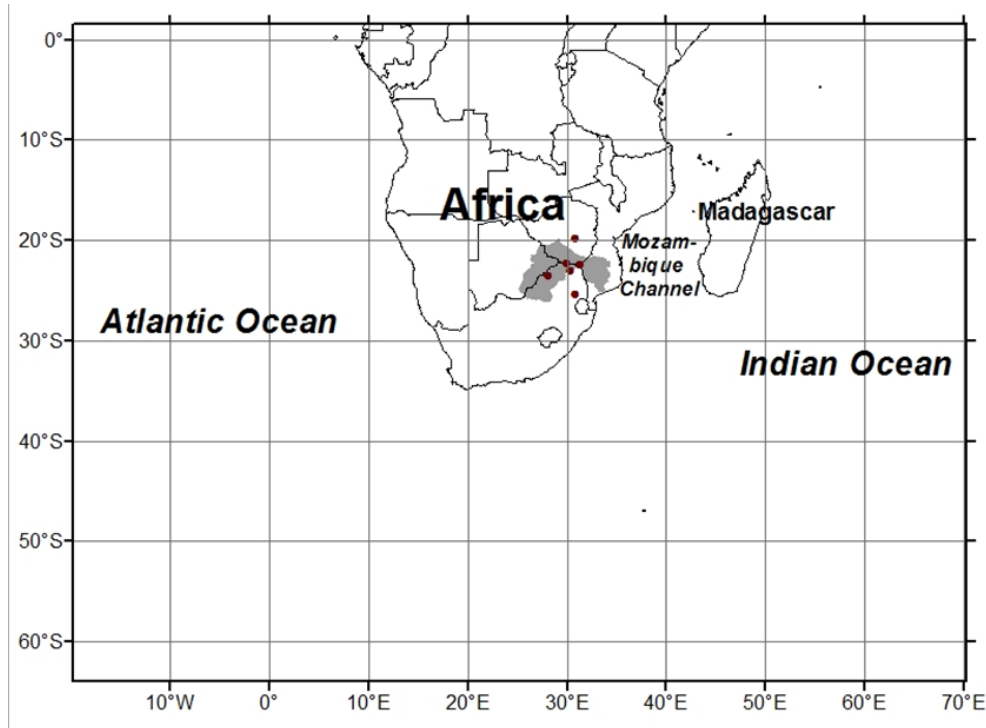 0°
10°S
Africa
Madagascar
20°S
Mozam-
bique
Channel
Atlantic Ocean
30°S
Indian Ocean
40°S
50°S
60°S
10°W 0° 10°E 20°E 30°E 40°E 50°E 60°E 70°E